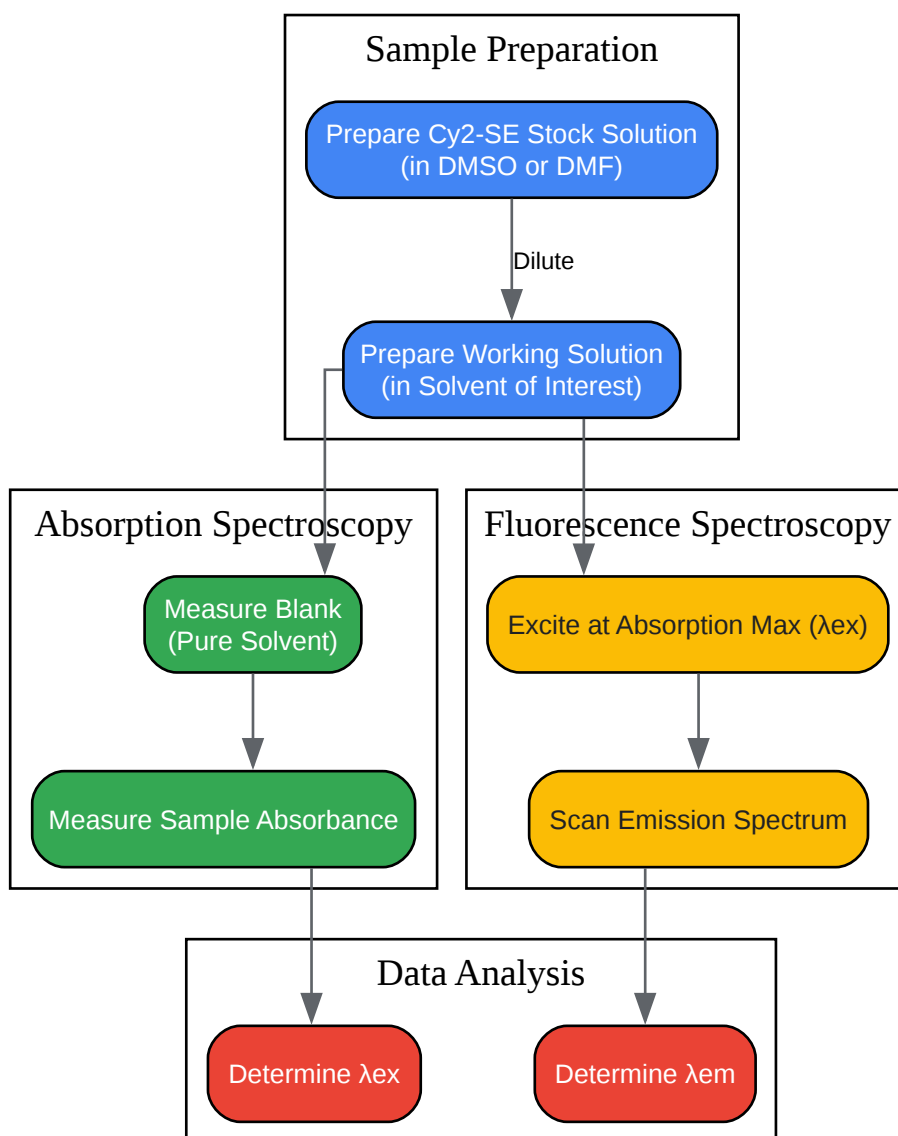 Sample Preparation
Prepare Cy2-SE Stock Solution
(in DMSO or DMF)
Dilute
Prepare Working Solution
(in Solvent of Interest)
Absorption Spectroscopy
Measure Blank
(Pure Solvent)
Measure Sample Absorbance
Fluorescence Spectroscopy
Excite at Absorption Max (λex)
Scan Emission Spectrum
Data Analysis
Determine λex
Determine λem